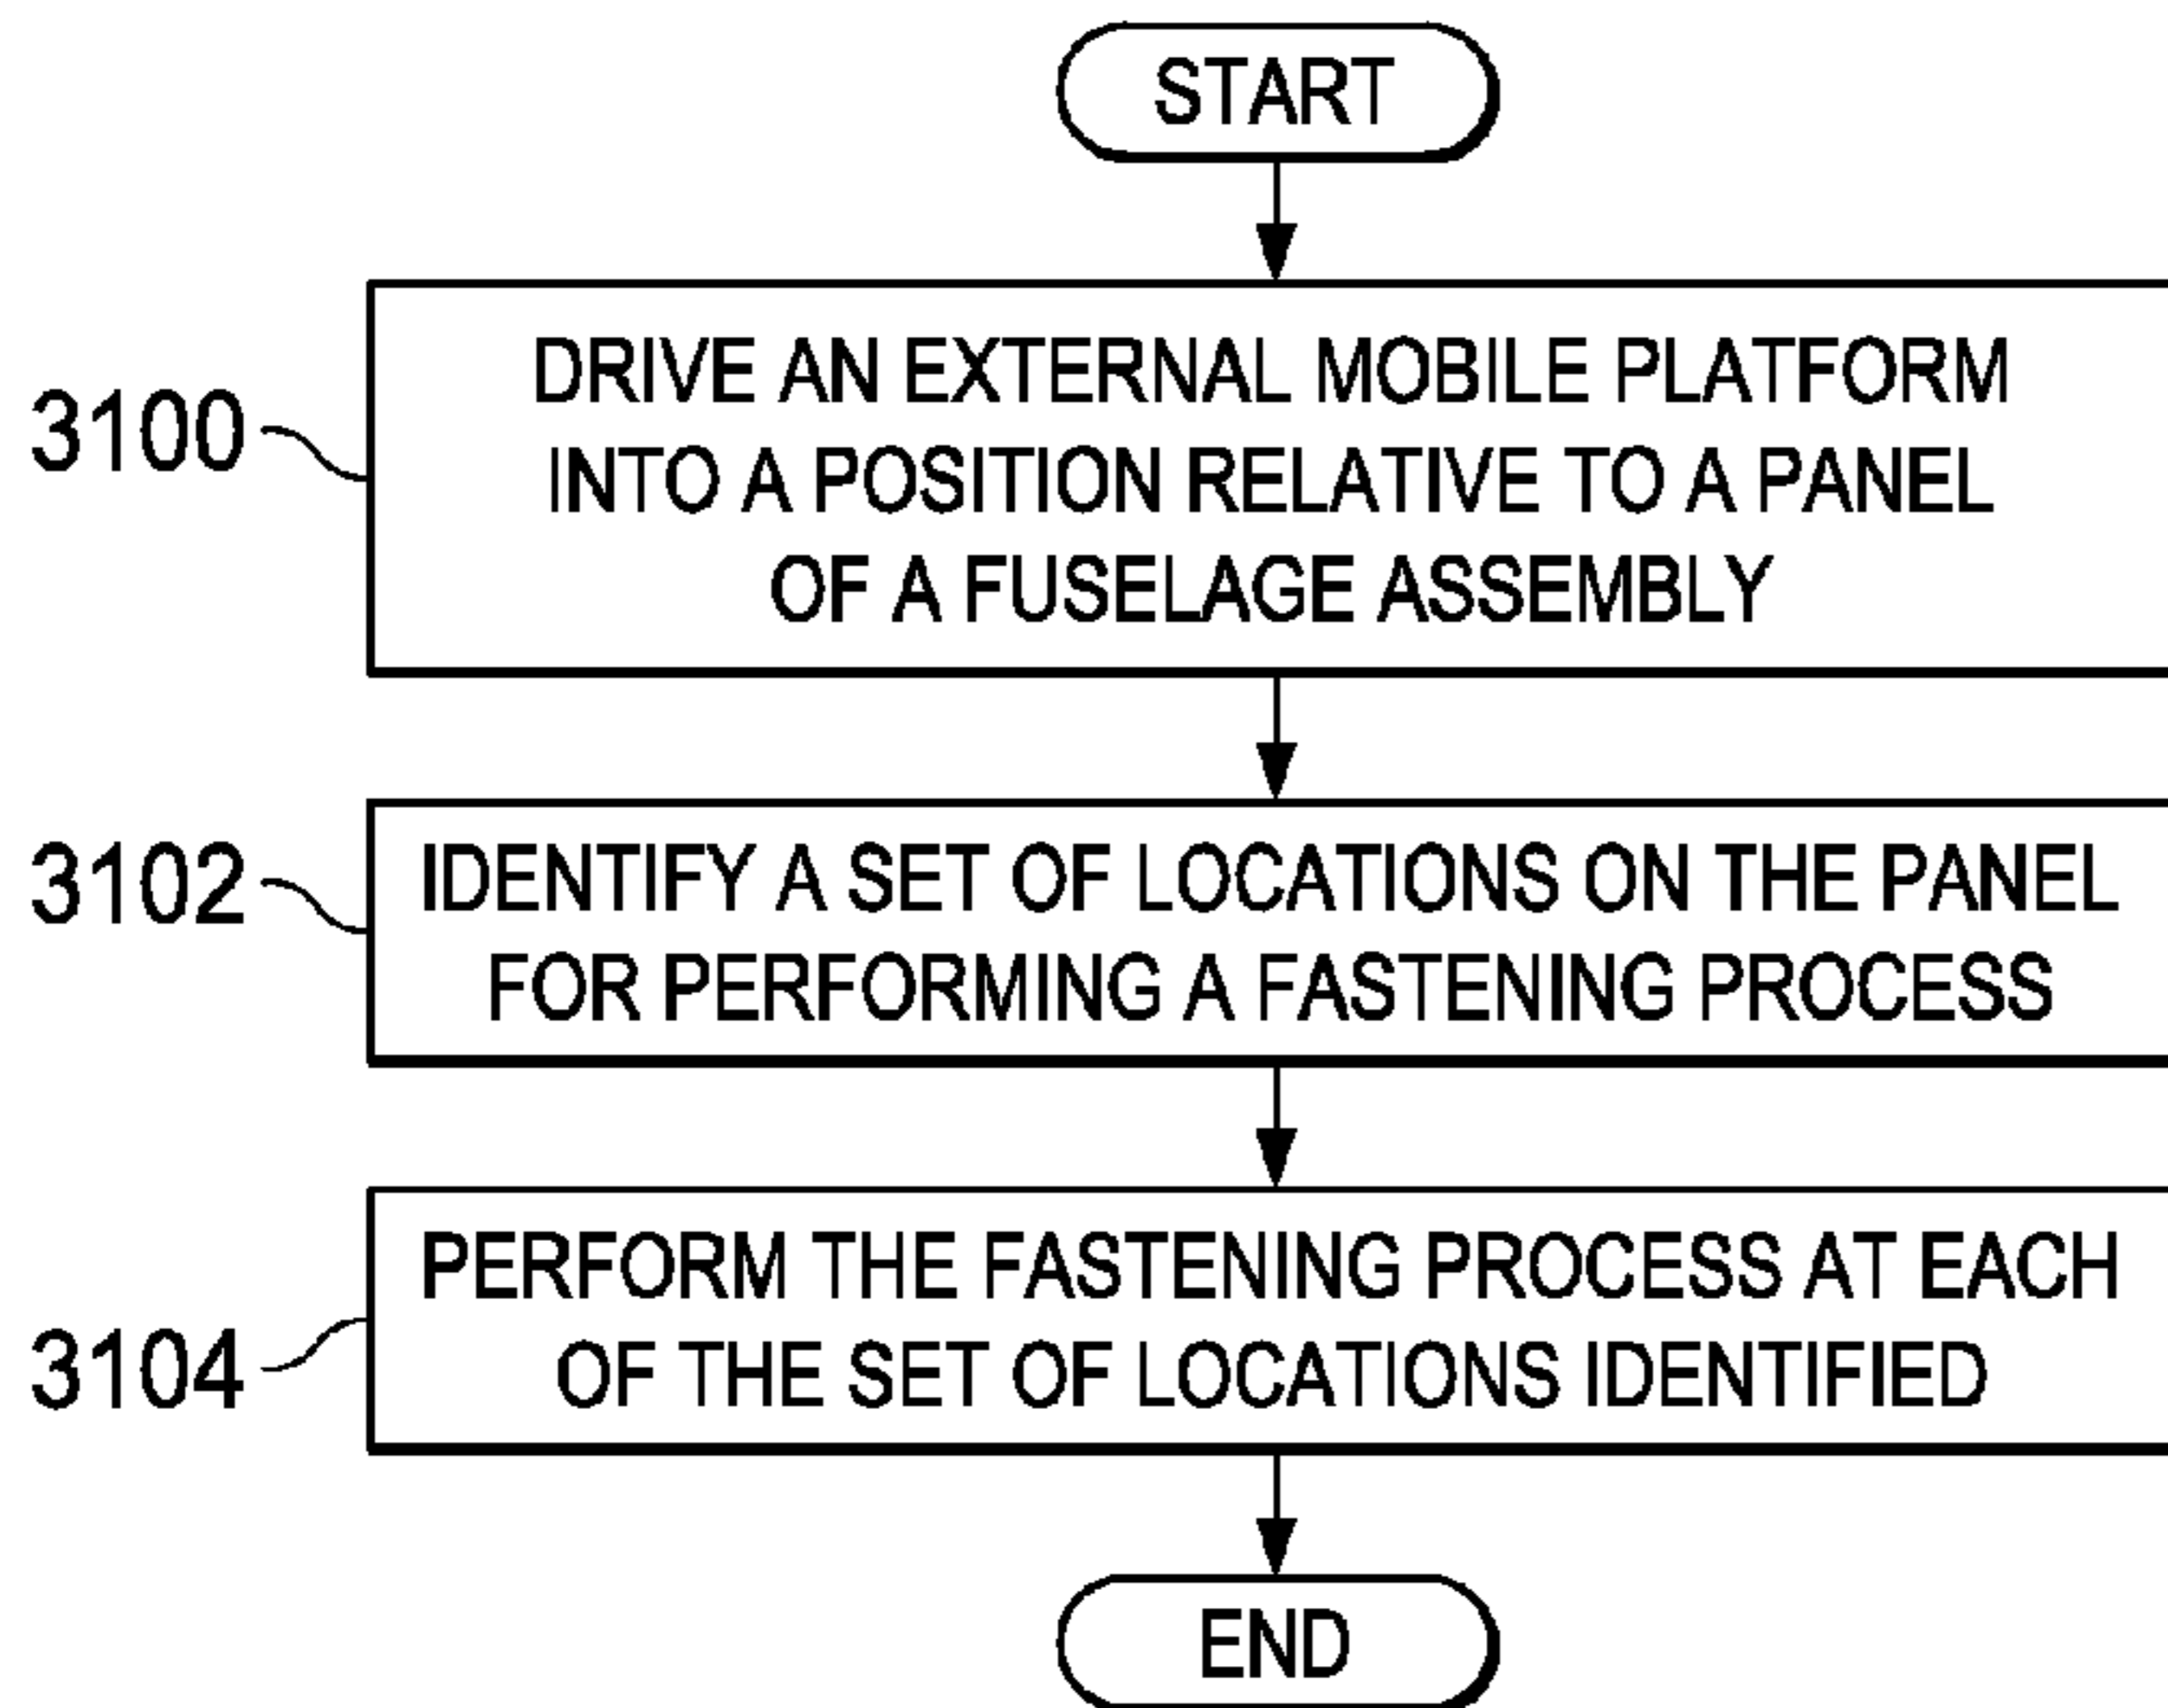 START
3100
DRIVE AN EXTERNAL MOBILE PLATFORM
INTO A POSITION RELATIVE TO A PANEL
OF A FUSELAGE ASSEMBLY
3102
IDENTIFY A SET OF LOCATIONS ON THE PANEL
FOR PERFORMING A FASTENING PROCESS
3104
PERFORM THE FASTENING PROCESS AT EACH
OF THE SET OF LOCATIONS IDENTIFIED
END